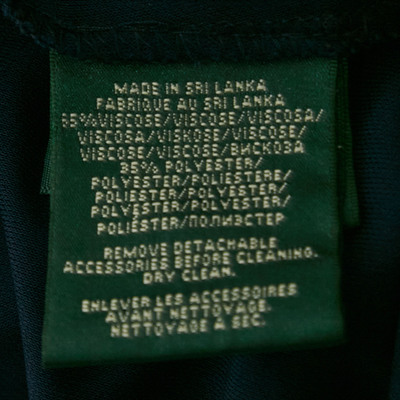 MADE IN SRI LANKA
FABRIQUE AU SRI LANKA
65%VISCOSE/VISCOSE/VISCOSA/
VISCOSA/VISKOSE/VISCOSE/
VISCOSE/VISCOSE/ВИСКОЗА
35% POLYESTER/
POLYESTER/POLIESTERE/
POLIESTER/POLYESTER/
POLYESTER/POLYESTER/
POLIÉSTER/ПОЛИЭСТЕР
REMOVE DETACHABLE
ACCESSORIES BEFORE CLEANING.
DRY CLEAN.
ENLEVER LES ACCESSOIRES
AVANT NETTOYAGE.
NETTOYAGE A SEC.